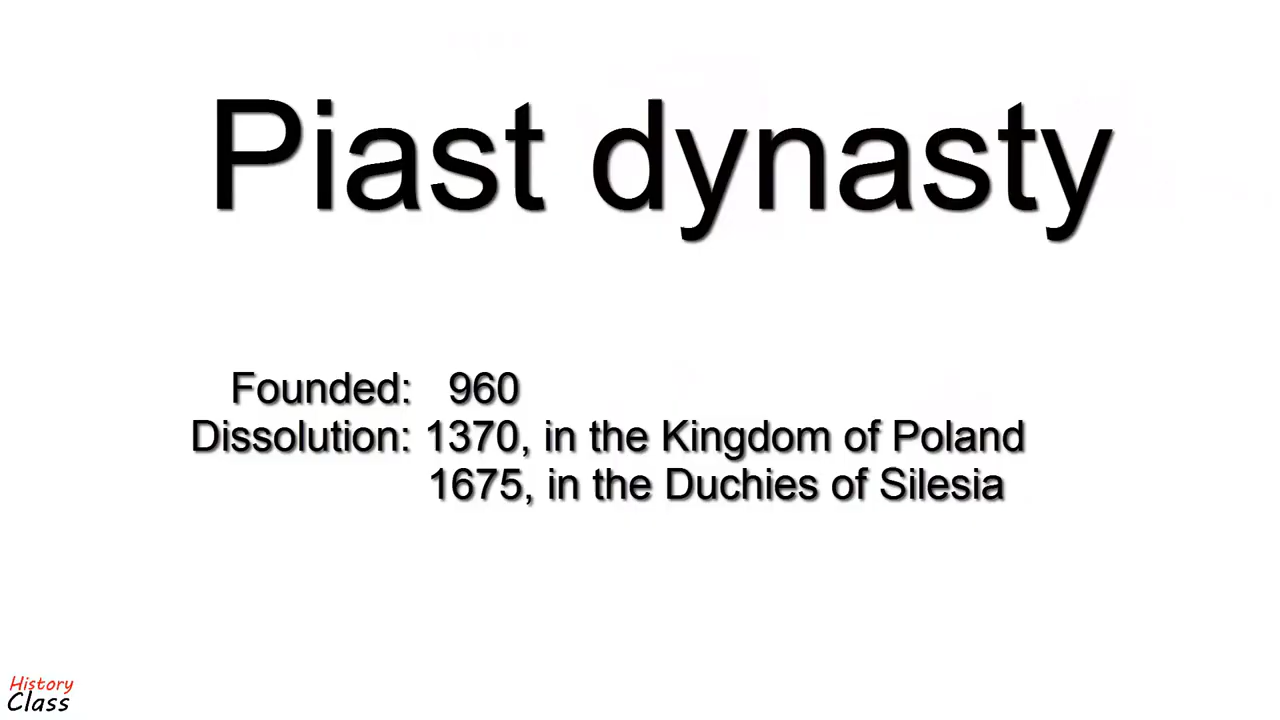 Piast dynasty
Founded: 960
Dissolution: 1370, in the Kingdom of Poland
1675, in the Duchies of Silesia
History
Class